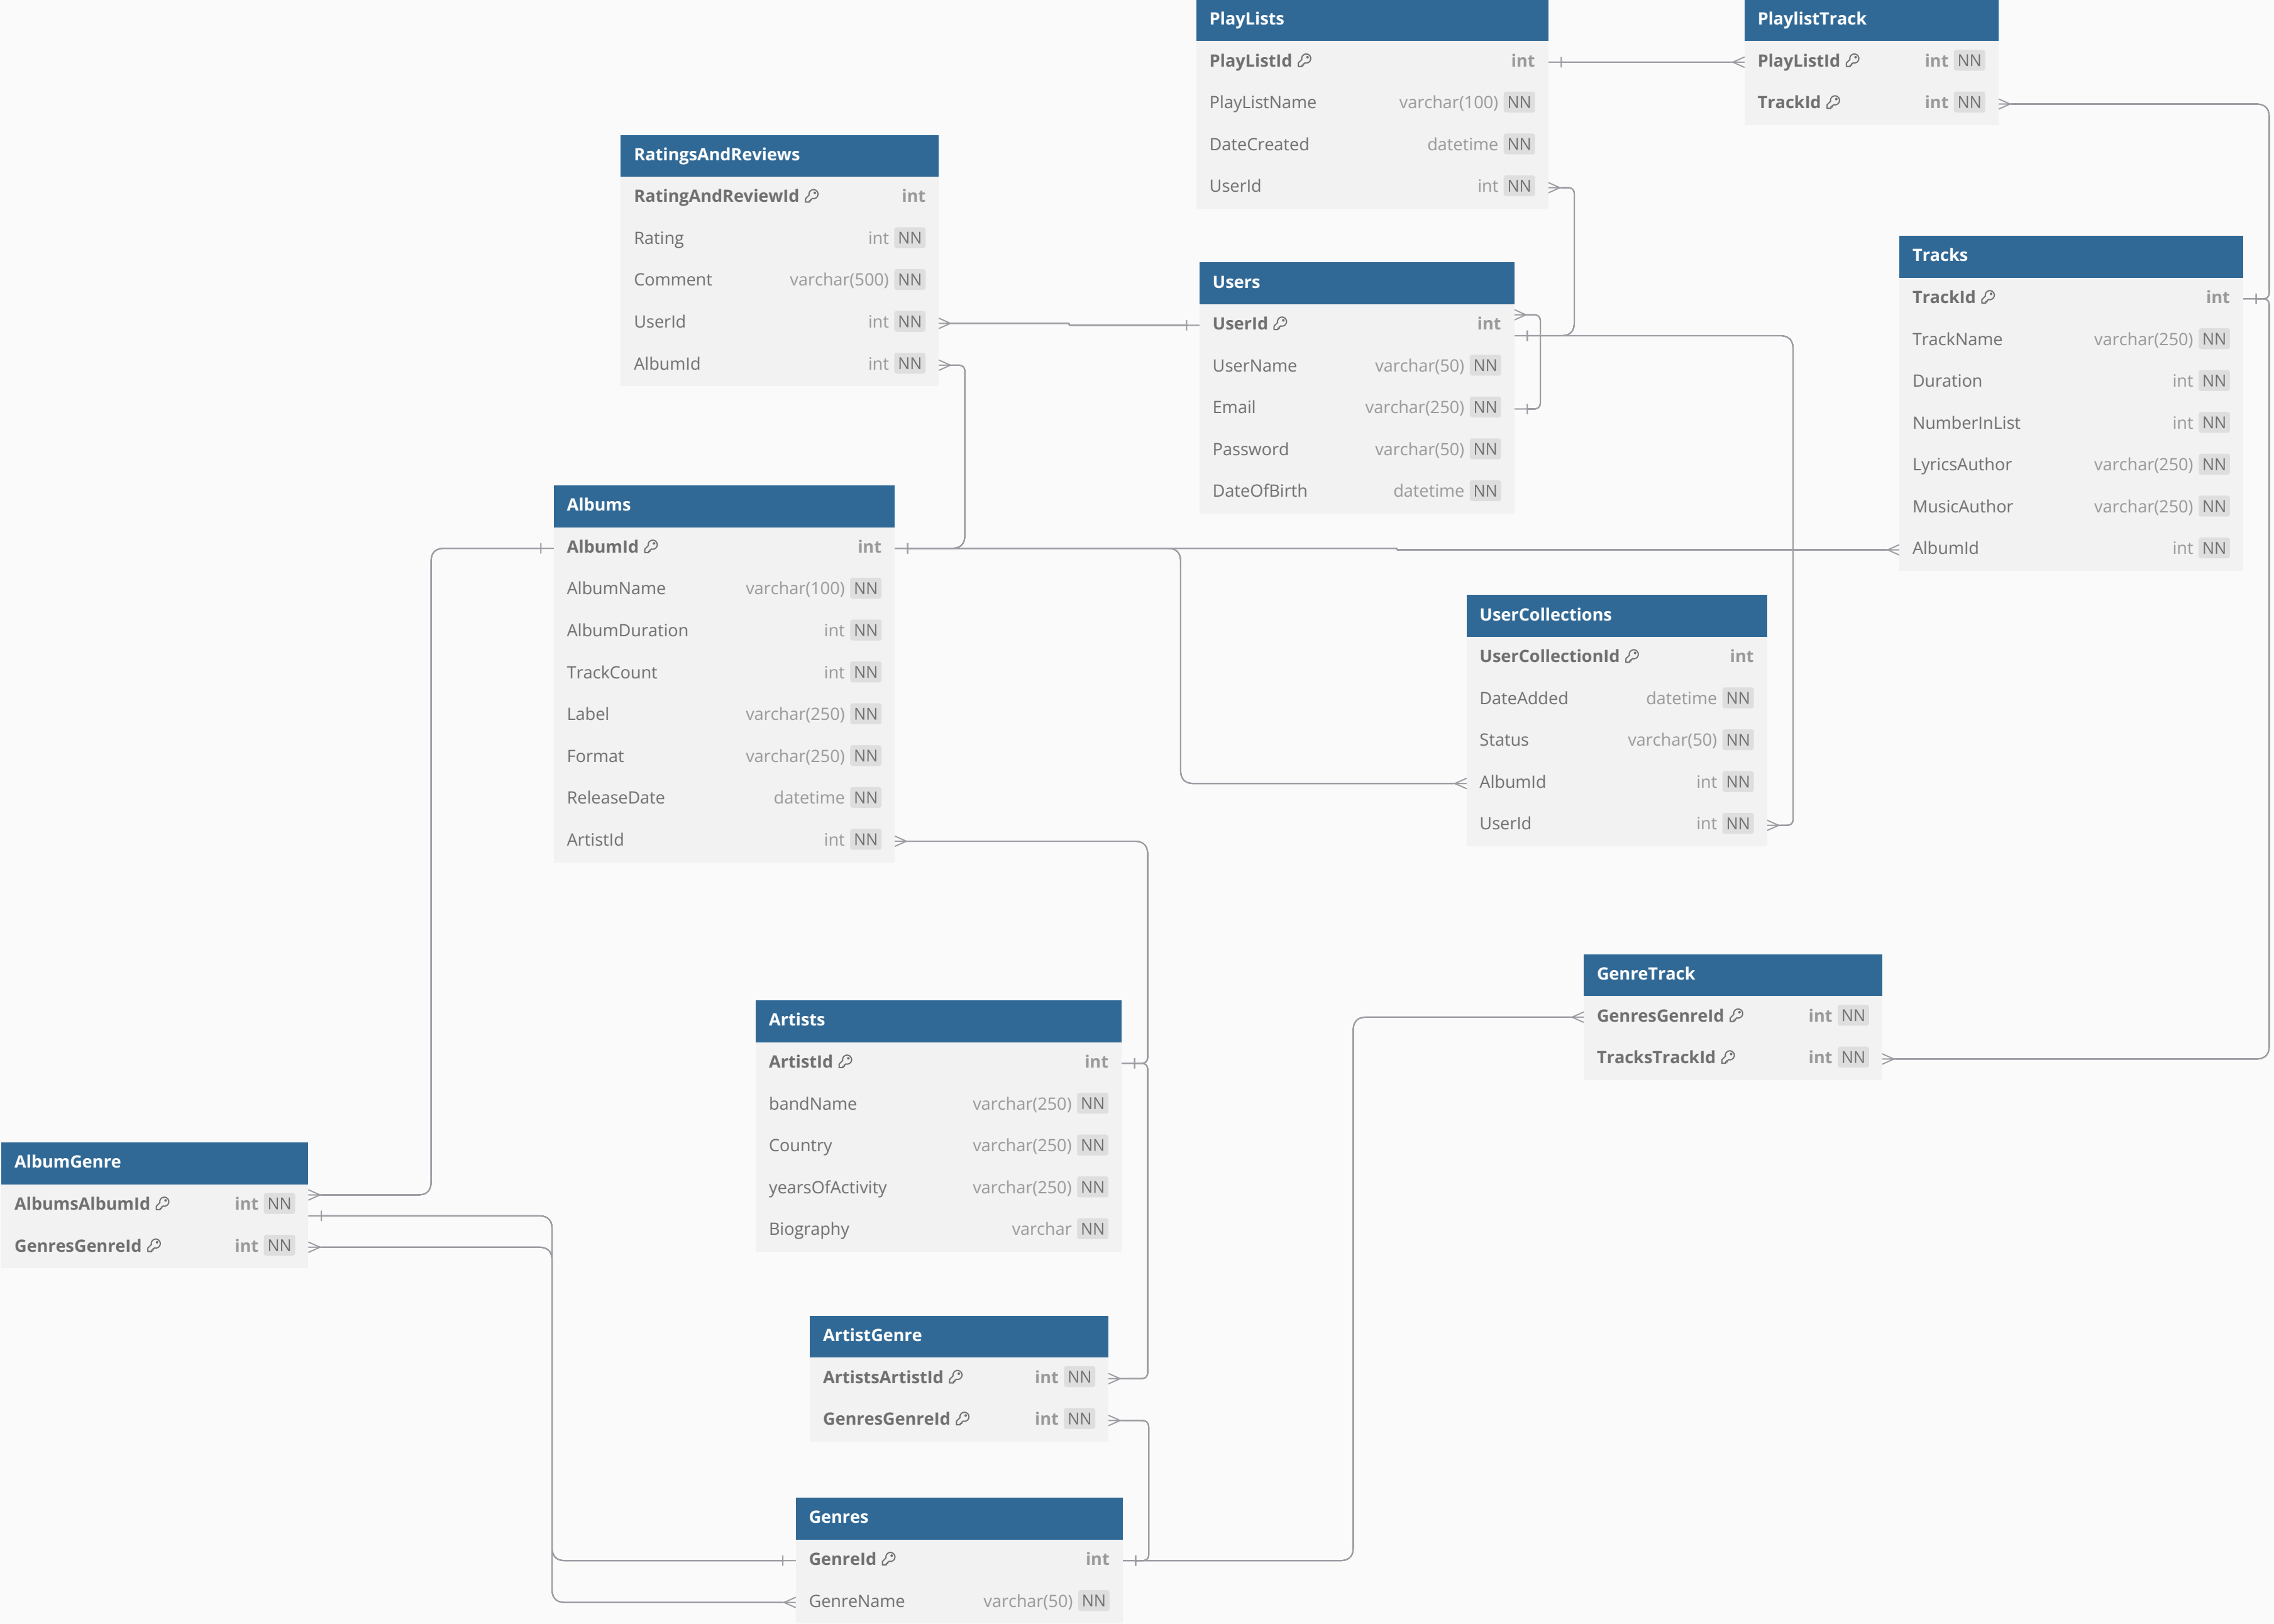 PlayLists
PlayListId int
PlayListName varchar(100) NN
DateCreated datetime NN
UserId int NN
PlaylistTrack
PlayListId int NN
TrackId int NN
RatingsAndReviews
RatingAndReviewId int
Rating int NN
Comment varchar(500) NN
UserId int NN
AlbumId int NN
Users
UserId int
UserName varchar(50) NN
Email varchar(250) NN
Password varchar(50) NN
DateOfBirth datetime NN
Tracks
TrackId int
TrackName varchar(250) NN
Duration int NN
NumberInList int NN
LyricsAuthor varchar(250) NN
MusicAuthor varchar(250) NN
AlbumId int NN
Albums
AlbumId int
AlbumName varchar(100) NN
AlbumDuration int NN
TrackCount int NN
Label varchar(250) NN
Format varchar(250) NN
ReleaseDate datetime NN
ArtistId int NN
UserCollections
UserCollectionId int
DateAdded datetime NN
Status varchar(50) NN
AlbumId int NN
UserId int NN
GenreTrack
GenresGenreId int NN
TracksTrackId int NN
Artists
ArtistId int
bandName varchar(250) NN
Country varchar(250) NN
yearsOfActivity varchar(250) NN
Biography varchar NN
AlbumGenre
AlbumsAlbumId int NN
GenresGenreId int NN
ArtistGenre
ArtistsArtistId int NN
GenresGenreId int NN
Genres
GenreId int
GenreName varchar(50) NN